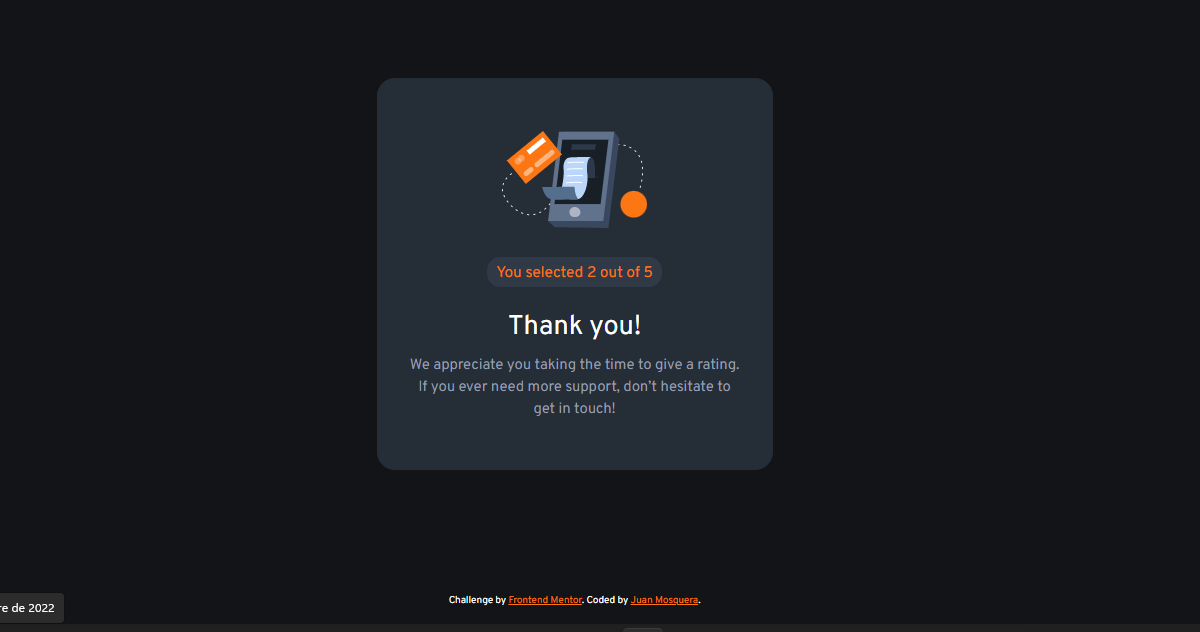 You selected 2 out of 5
Thank you!
We appreciate you taking the time to give a rating.
If you ever need more support, don't hesitate to
get in touch!
Challenge by Frontend Mentor. Coded by Juan Mosquera.
de 2022